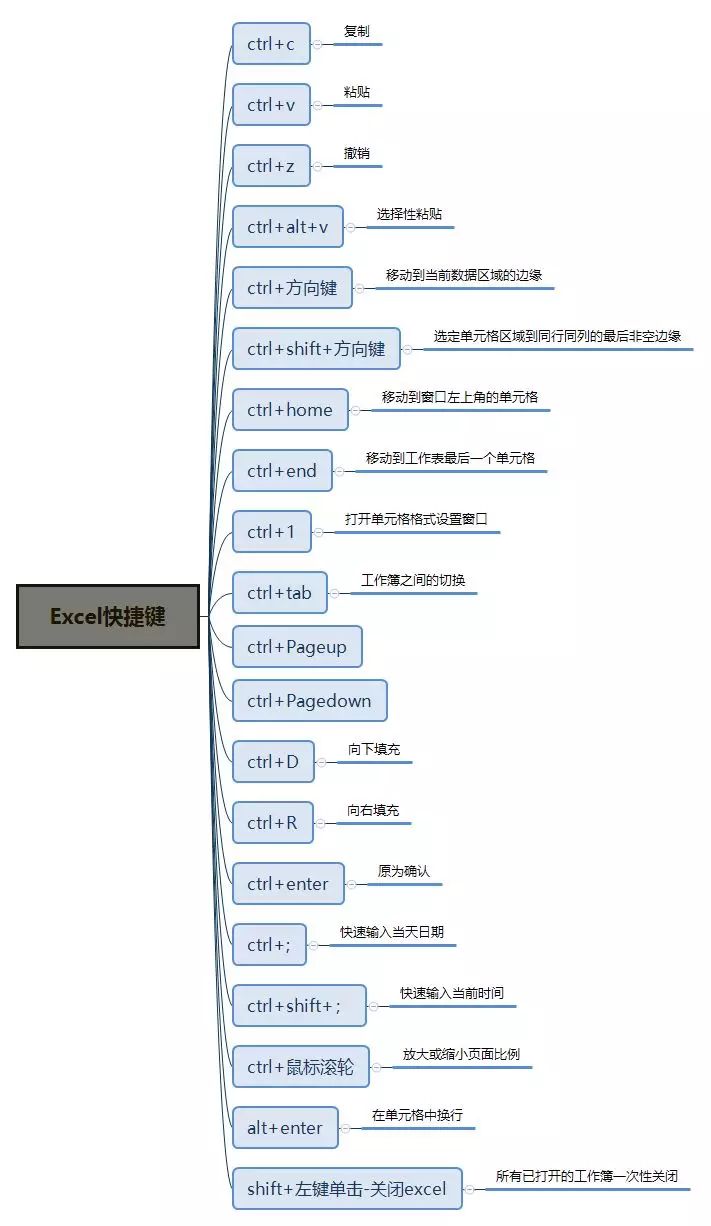 Excel快捷键
ctrl+c
复制
ctrl+v
粘贴
ctrl+z
撤销
ctrl+alt+v
选择性粘贴
ctrl+方向键
移动到当前数据区域的边缘
ctrl+shift+方向键
选定单元格区域到同行同列的最后非空边缘
ctrl+home
移动到窗口左上角的单元格
ctrl+end
移动到工作表最后一个单元格
ctrl+1
打开单元格格式设置窗口
ctrl+tab
工作簿之间的切换
ctrl+Pageup
ctrl+Pagedown
ctrl+D
向下填充
ctrl+R
向右填充
ctrl+enter
原为确认
ctrl+;
快速输入当天日期
ctrl+shift+；
快速输入当前时间
ctrl+鼠标滚轮
放大或缩小页面比例
alt+enter
在单元格中换行
shift+左键单击-关闭excel
所有已打开的工作簿一次性关闭